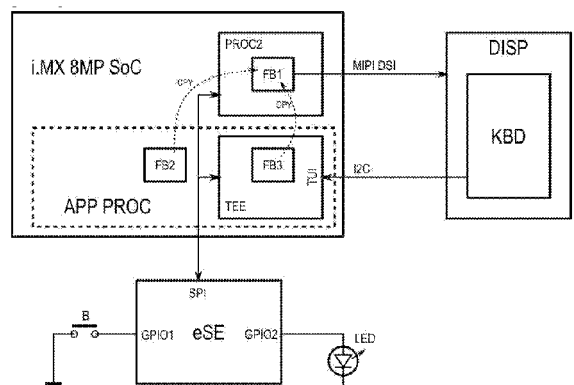 PROC2
DISP
i.MX 8MP SoC
FB1
MIPI DSI
CPY
CPY
KBD
FB2
FB3
TUI
I2C
APP PROC
TEE
SPI
B
GPIO1
eSE
GPIO2
LED